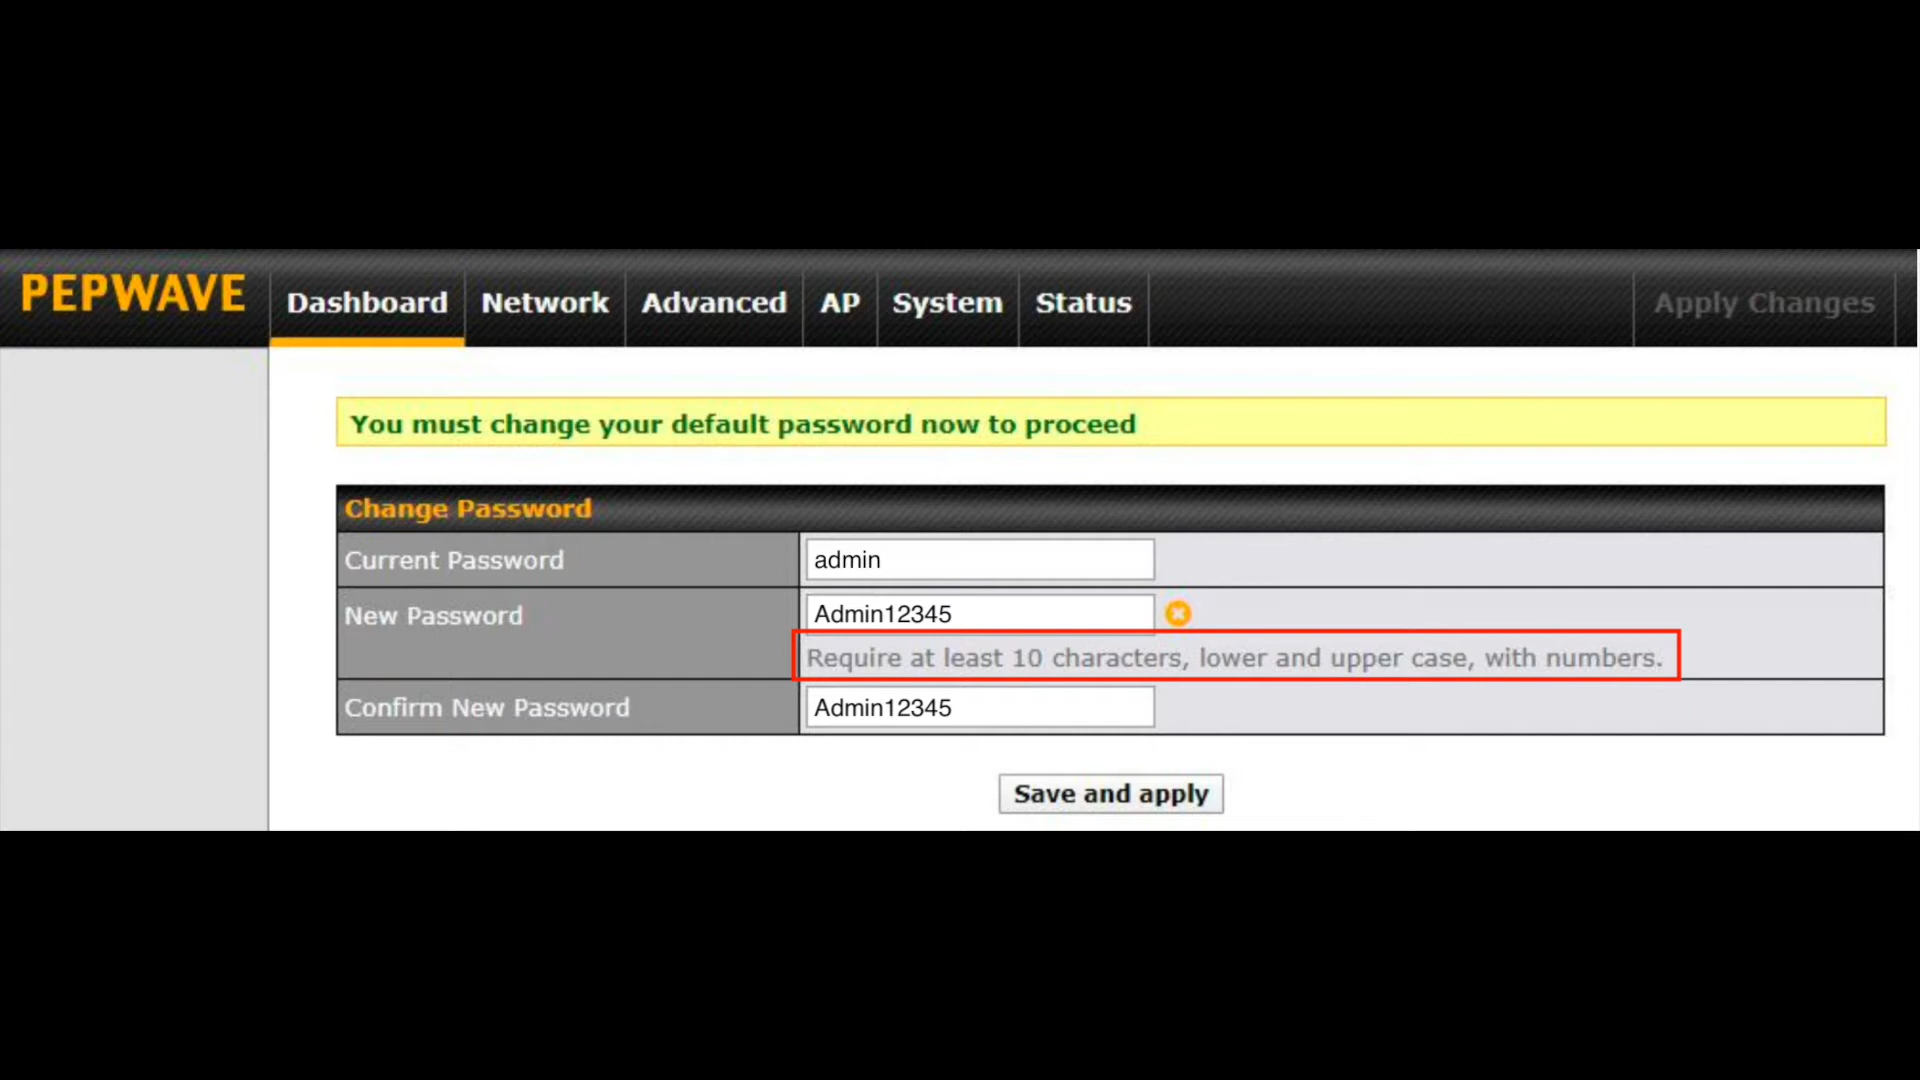 PEPWAVE Dashboard Network Advanced AP System Status Apply Changes
You must change your default password now to proceed
Change Password
Current Password admin
New Password Admin12345
Require at least 10 characters, lower and upper case, with numbers.
Confirm New Password Admin12345
Save and apply